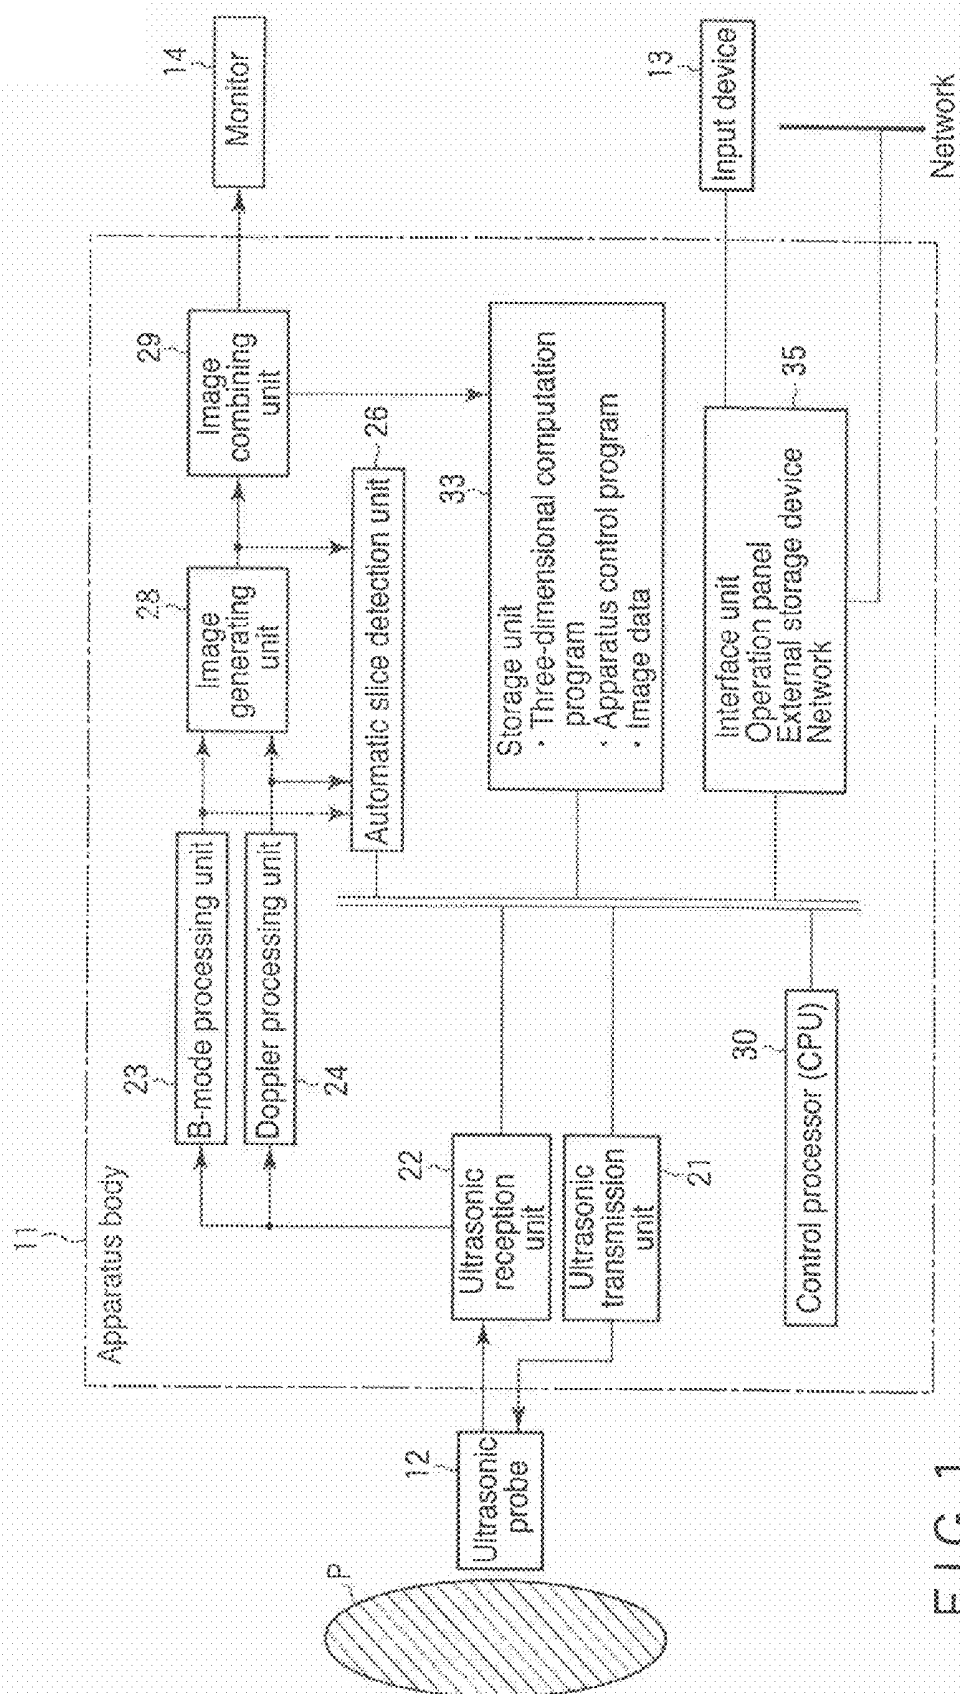 11
Apparatus body
P
12
Ultrasonic
probe
22
Ultrasonic
reception
unit
Ultrasonic
transmission
unit
21
23
B-mode processing unit
Doppler processing unit
24
28
Image
generating
unit
29
Image
combining
unit
14
Monitor
Automatic slice detection unit
26
33
Storage unit
· Three-dimensional computation
program
· Apparatus control program
· Image data
30
Control processor (CPU)
Interface unit
Operation panel
External storage device
Network
35
13
Input device
Network
FIG. 1